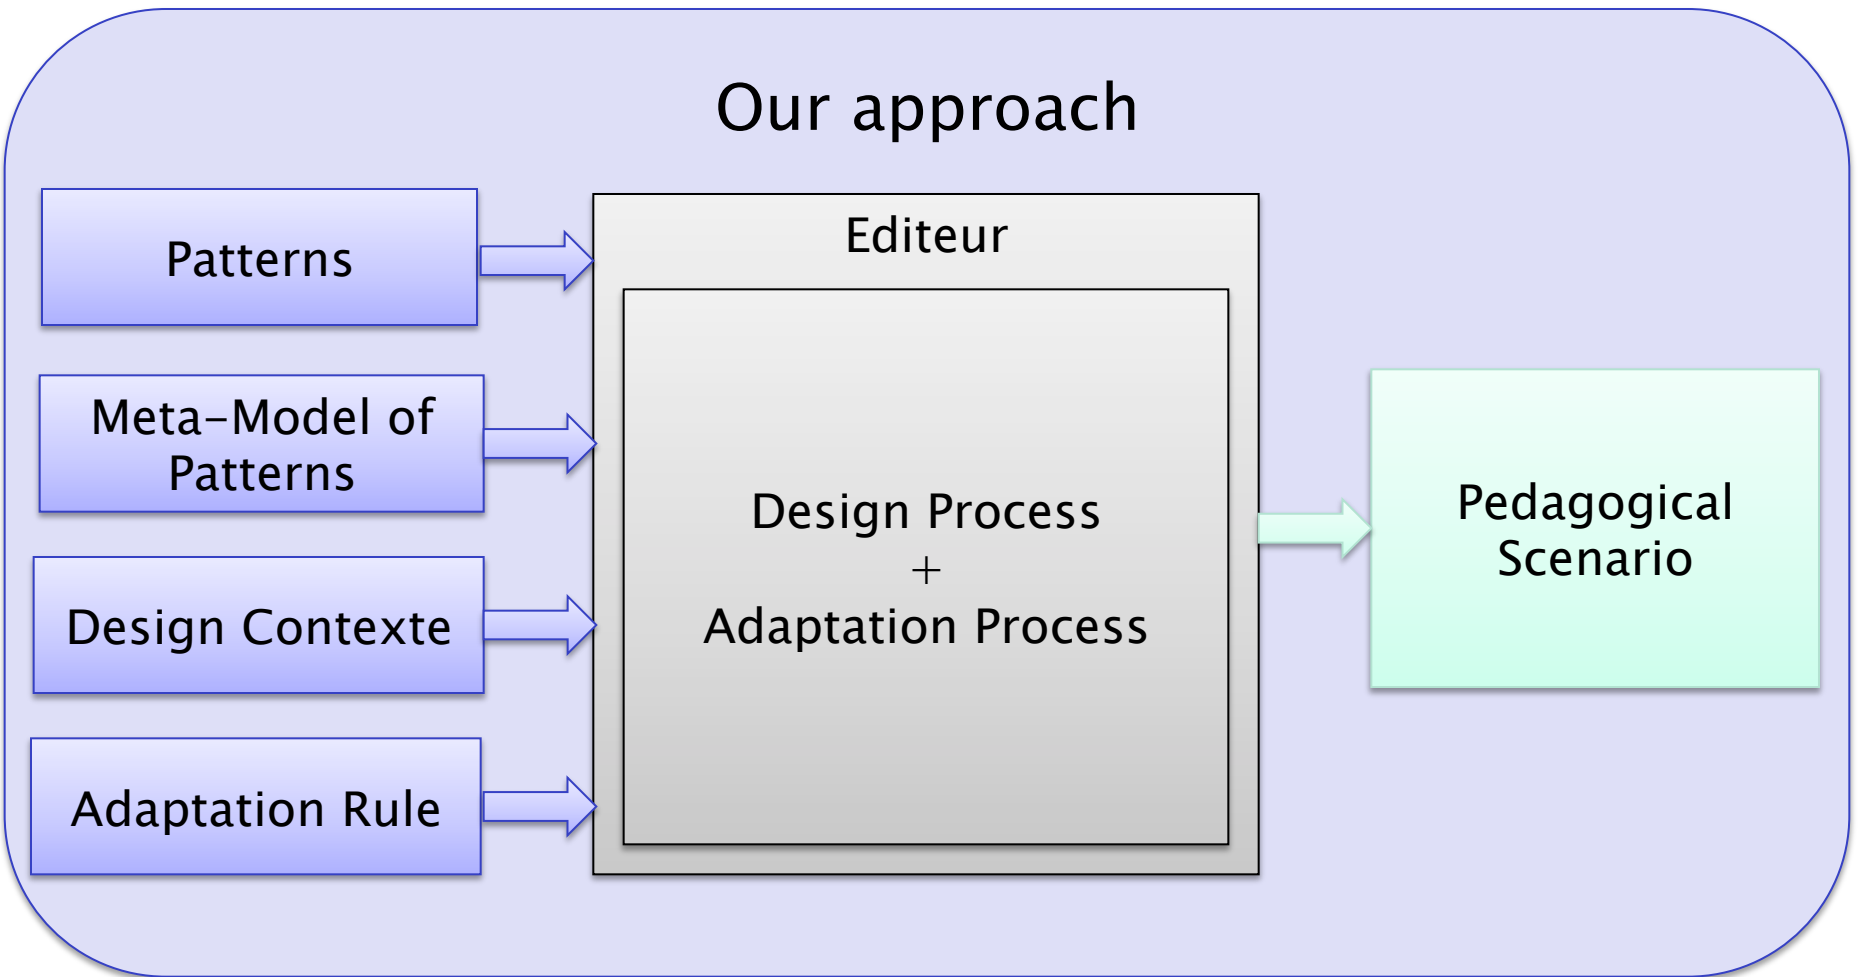 Our approach
Patterns
Meta-Model of
Patterns
Design Contexte
Adaptation Rule
Editeur
Design Process
+
Adaptation Process
Pedagogical
Scenario